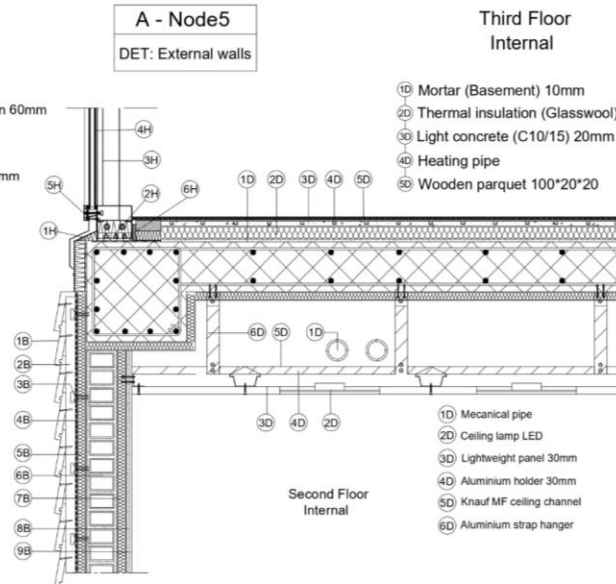 A - Node5
DET: External walls
Third Floor
Internal
n 60mm
mm
1D Mortar (Basement) 10mm
2D Thermal insulation (Glasswool)
3D Light concrete (C10/15) 20mm
4D Heating pipe
5D Wooden parquet 100*20*20
4H
3H
5H
2H
6H
1D
2D
3D
4D
5D
1H
1B
2B
3B
4B
5B
6B
7B
8B
9B
6D
5D
1D
3D
4D
2D
1D Mecanical pipe
2D Ceiling lamp LED
3D Lightweight panel 30mm
4D Aluminium holder 30mm
5D Knauf MF ceiling channel
6D Aluminium strap hanger
Second Floor
Internal